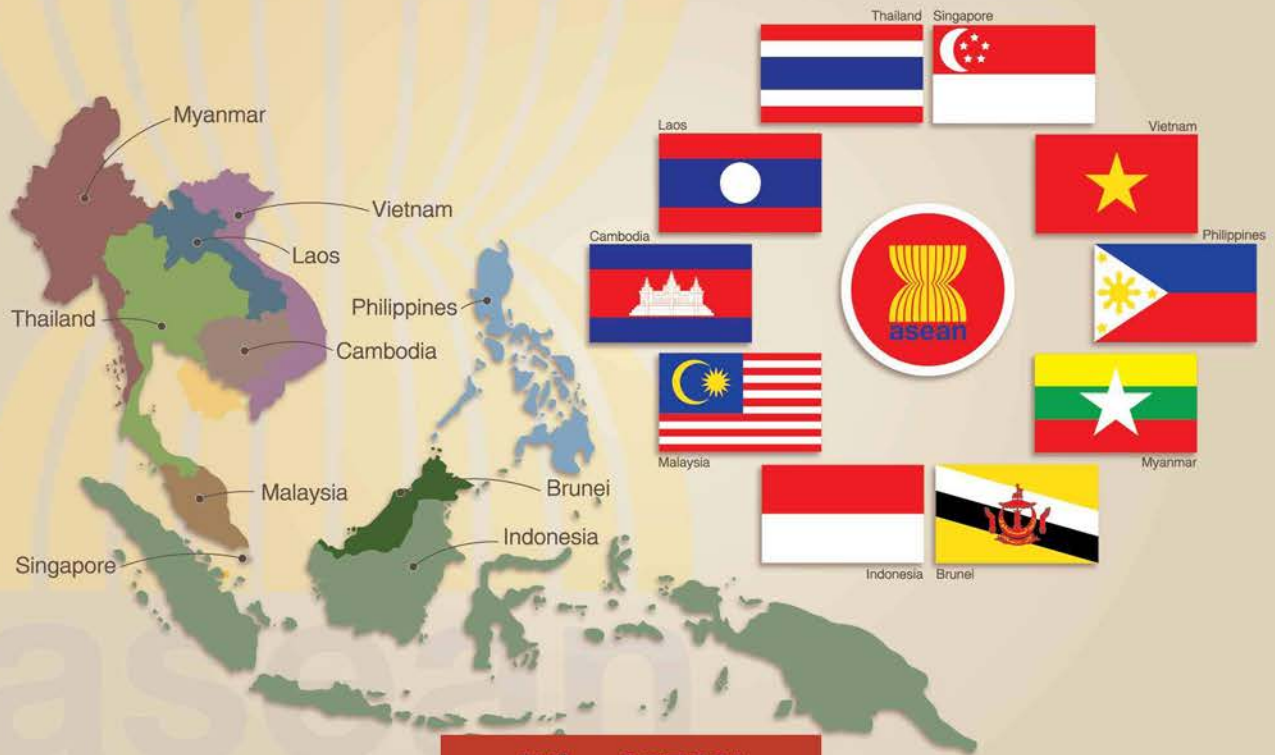 Thailand
Singapore
Myanmar
Laos
Vietnam
Vietnam
Cambodia
Philippines
Laos
Philippines
Thailand
asean
Cambodia
Malaysia
Myanmar
Malaysia
Brunei
Indonesia
Singapore
Indonesia
Brunei
asean